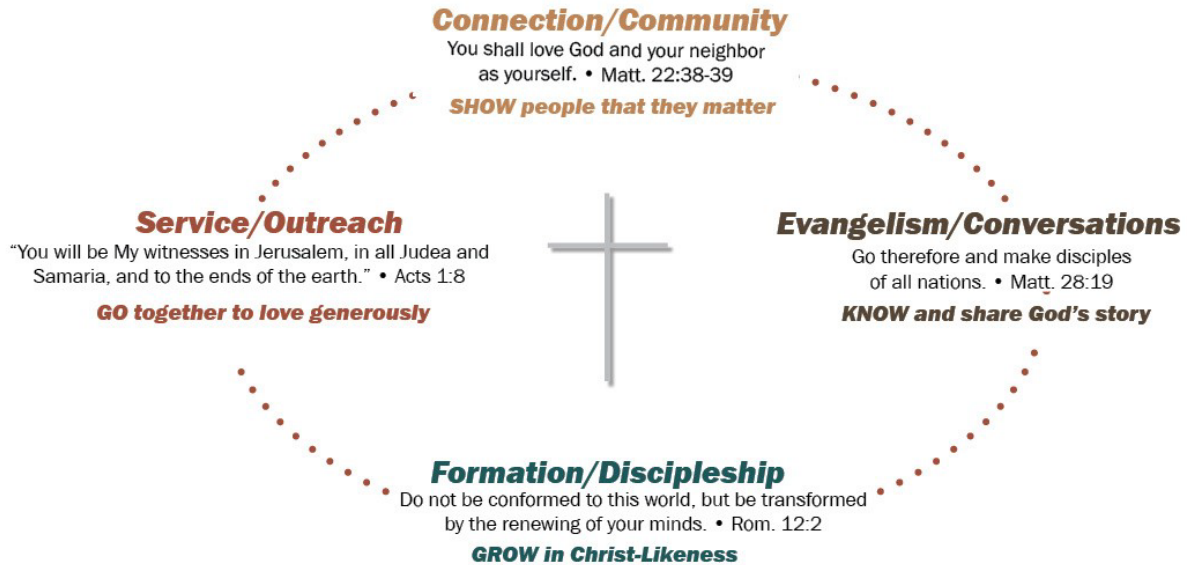 Connection/Community
You shall love God and your neighbor
as yourself. • Matt. 22:38-39
SHOW people that they matter
Service/Outreach
“You will be My witnesses in Jerusalem, in all Judea and
Samaria, and to the ends of the earth.” • Acts 1:8
GO together to love generously
Evangelism/Conversations
Go therefore and make disciples
of all nations. • Matt. 28:19
KNOW and share God’s story
Formation/Discipleship
Do not be conformed to this world, but be transformed
by the renewing of your minds. • Rom. 12:2
GROW in Christ-Likeness